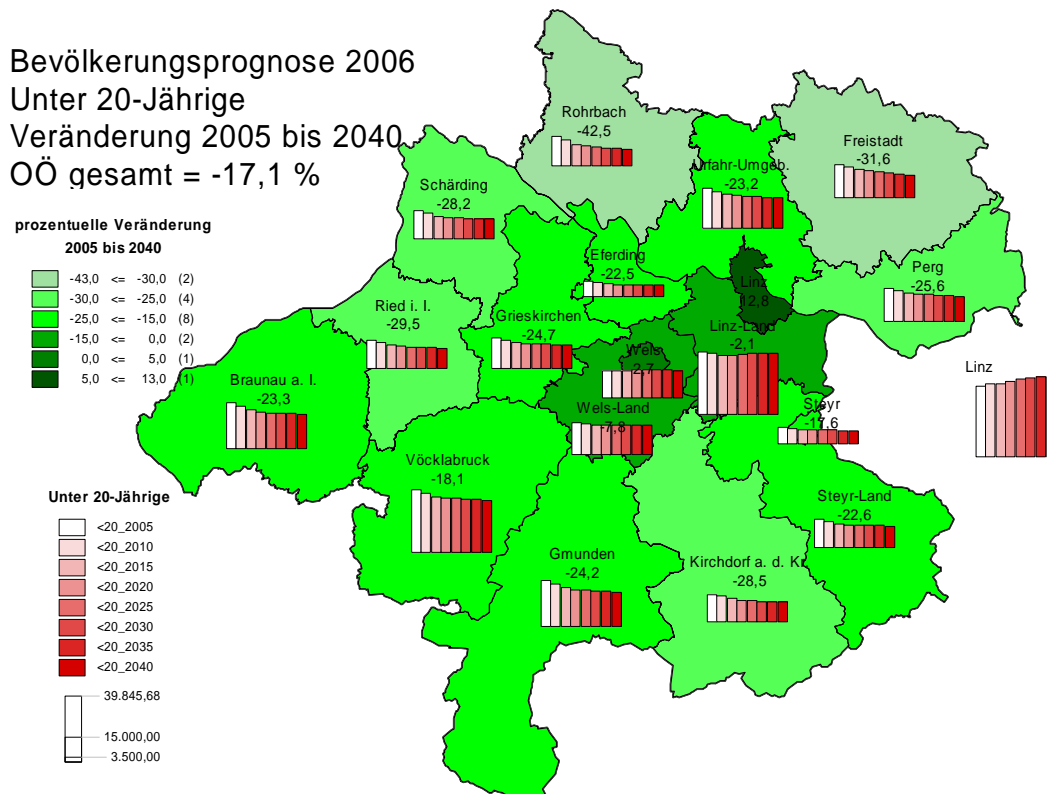 Bevölkerungsprognose 2006
Unter 20-Jährige
Veränderung 2005 bis 2040
OÖ gesamt = -17,1 %
prozentuelle Veränderung
2005 bis 2040
-43,0 <= -30,0 (2)
-30,0 <= -25,0 (4)
-25,0 <= -15,0 (8)
-15,0 <= 0,0 (2)
0,0 <= 5,0 (1)
5,0 <= 13,0 (1)
Rohrbach
-42,5
Freistadt
-31,6
Urfahr-Umgeb.
-23,2
Schärding
-28,2
Eferding
-22,5
Perg
-25,6
Linz
12,8
Ried i. I.
-29,5
Grieskirchen
-24,7
Linz-Land
-2,1
Wels
2,7
Linz
Braunau a. I.
-23,3
Wels-Land
-7,8
Steyr
-17,6
Vöcklabruck
-18,1
Steyr-Land
-22,6
Gmunden
-24,2
Kirchdorf a. d. Kr.
-28,5
Unter 20-Jährige
<20_2005
<20_2010
<20_2015
<20_2020
<20_2025
<20_2030
<20_2035
<20_2040
39.845,68
15.000,00
3.500,00